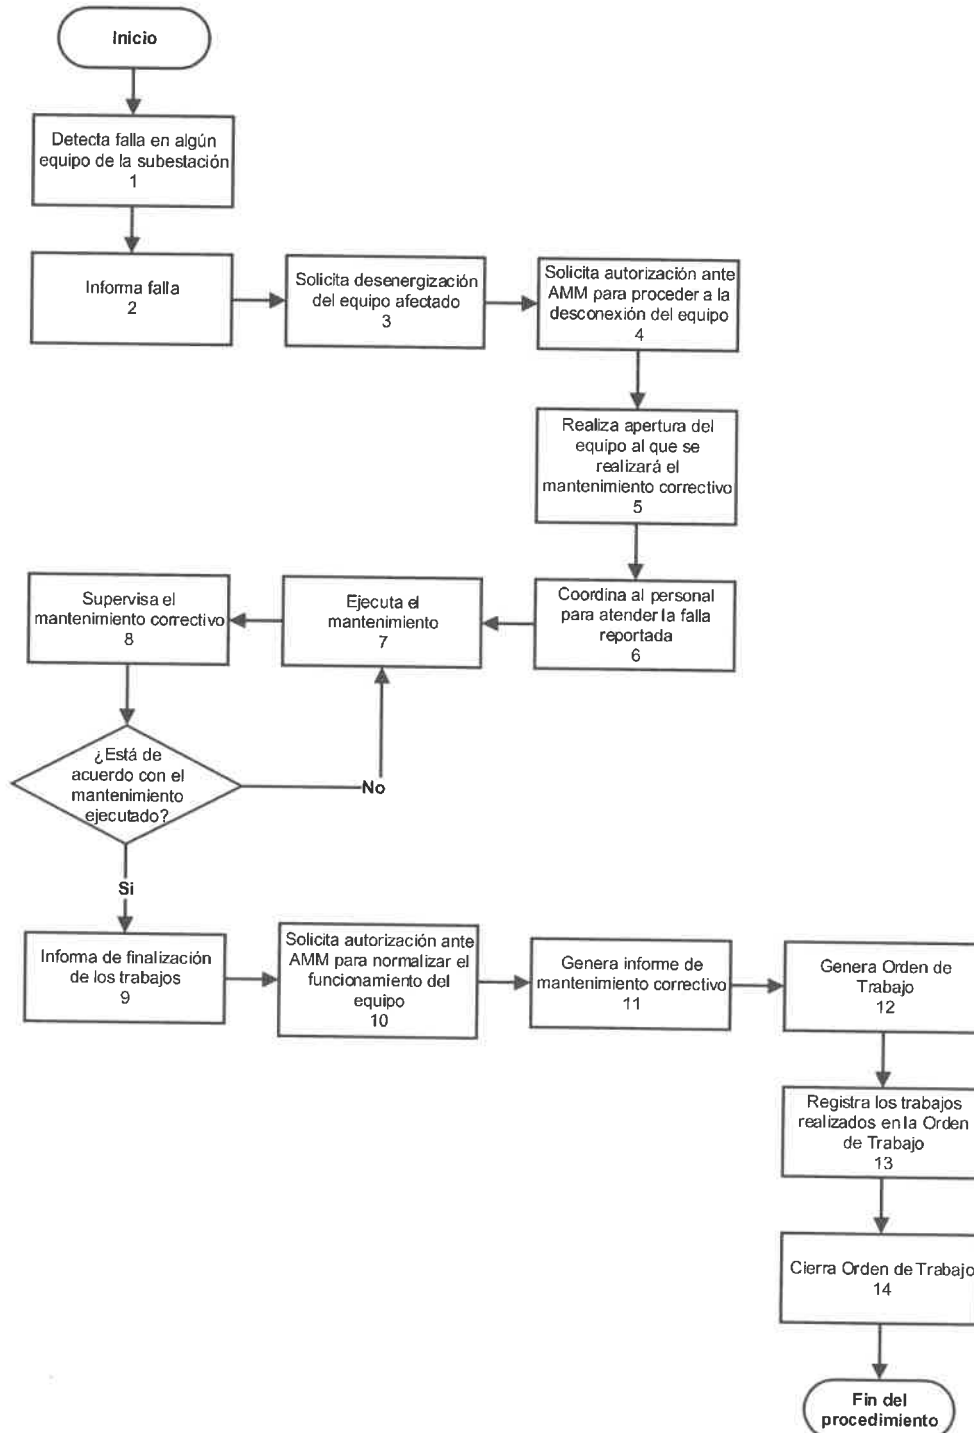 Inicio
Detecta falla en algún
equipo de la subestación
1
Informa falla
2
Solicita desenergización
del equipo afectado
3
Solicita autorización ante
AMM para proceder a la
desconexión del equipo
4
Realiza apertura del
equipo al que se
realizará el
mantenimiento correctivo
5
Coordina al personal
para atender la falla
reportada
6
Ejecuta el
mantenimiento
7
Supervisa el
mantenimiento correctivo
8
¿Está de
acuerdo con el
mantenimiento
ejecutado?
No
Si
Informa de finalización
de los trabajos
9
Solicita autorización ante
AMM para normalizar el
funcionamiento del
equipo
10
Genera informe de
mantenimiento correctivo
11
Genera Orden de
Trabajo
12
Registra los trabajos
realizados en la Orden
de Trabajo
13
Cierra Orden de Trabajo
14
Fin del
procedimiento